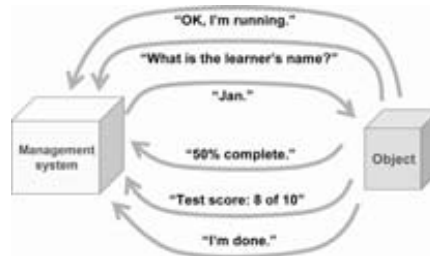 “OK, I’m running.”
“What is the learner’s name?”
“Jan.”
Management
system
Object
“50% complete.”
“Test score: 8 of 10”
“I’m done.”